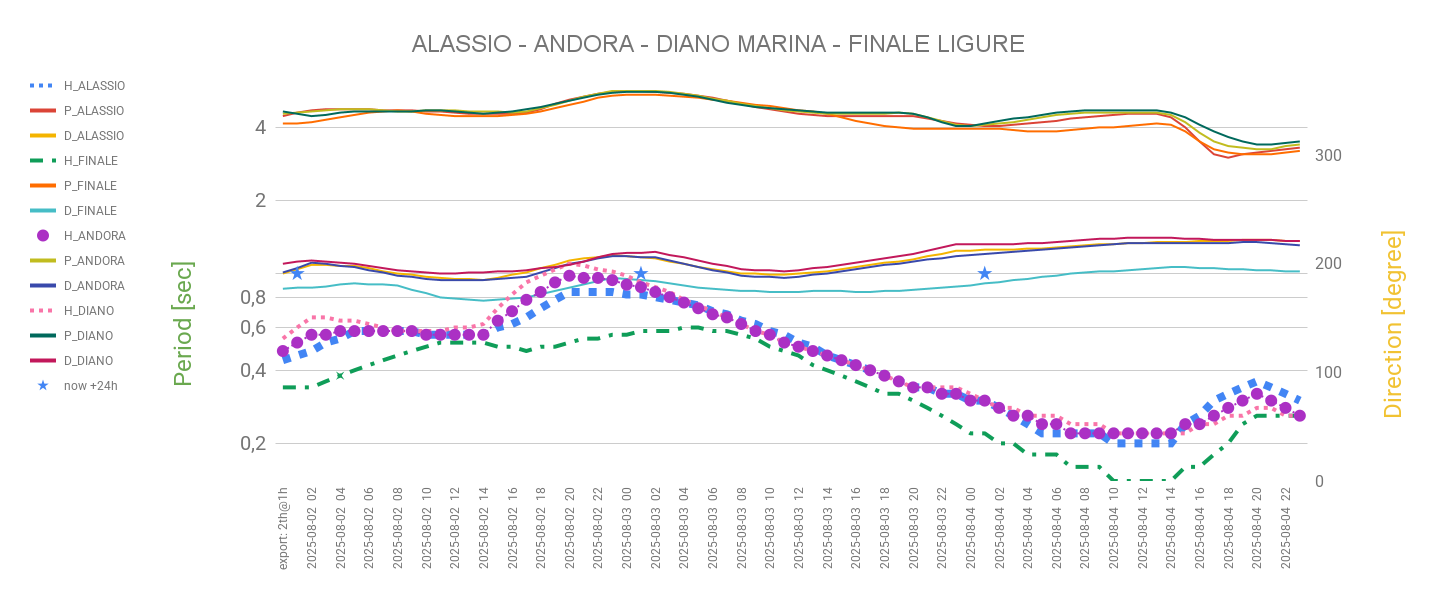 ALASSIO - ANDORA - DIANO MARINA - FINALE LIGURE
H_ALASSIO
P_ALASSIO
D_ALASSIO
H_FINALE
P_FINALE
D_FINALE
H_ANDORA
P_ANDORA
D_ANDORA
H_DIANO
P_DIANO
D_DIANO
now +24h
Period [sec]
4
2
0,8
0,6
0,4
0,2
300
200
100
0
Direction [degree]
export: 2th@1h
2025-08-02 02
2025-08-02 04
2025-08-02 06
2025-08-02 08
2025-08-02 10
2025-08-02 12
2025-08-02 14
2025-08-02 16
2025-08-02 18
2025-08-02 20
2025-08-02 22
2025-08-03 00
2025-08-03 02
2025-08-03 04
2025-08-03 06
2025-08-03 08
2025-08-03 10
2025-08-03 12
2025-08-03 14
2025-08-03 16
2025-08-03 18
2025-08-03 20
2025-08-03 22
2025-08-04 00
2025-08-04 02
2025-08-04 04
2025-08-04 06
2025-08-04 08
2025-08-04 10
2025-08-04 12
2025-08-04 14
2025-08-04 16
2025-08-04 18
2025-08-04 20
2025-08-04 22